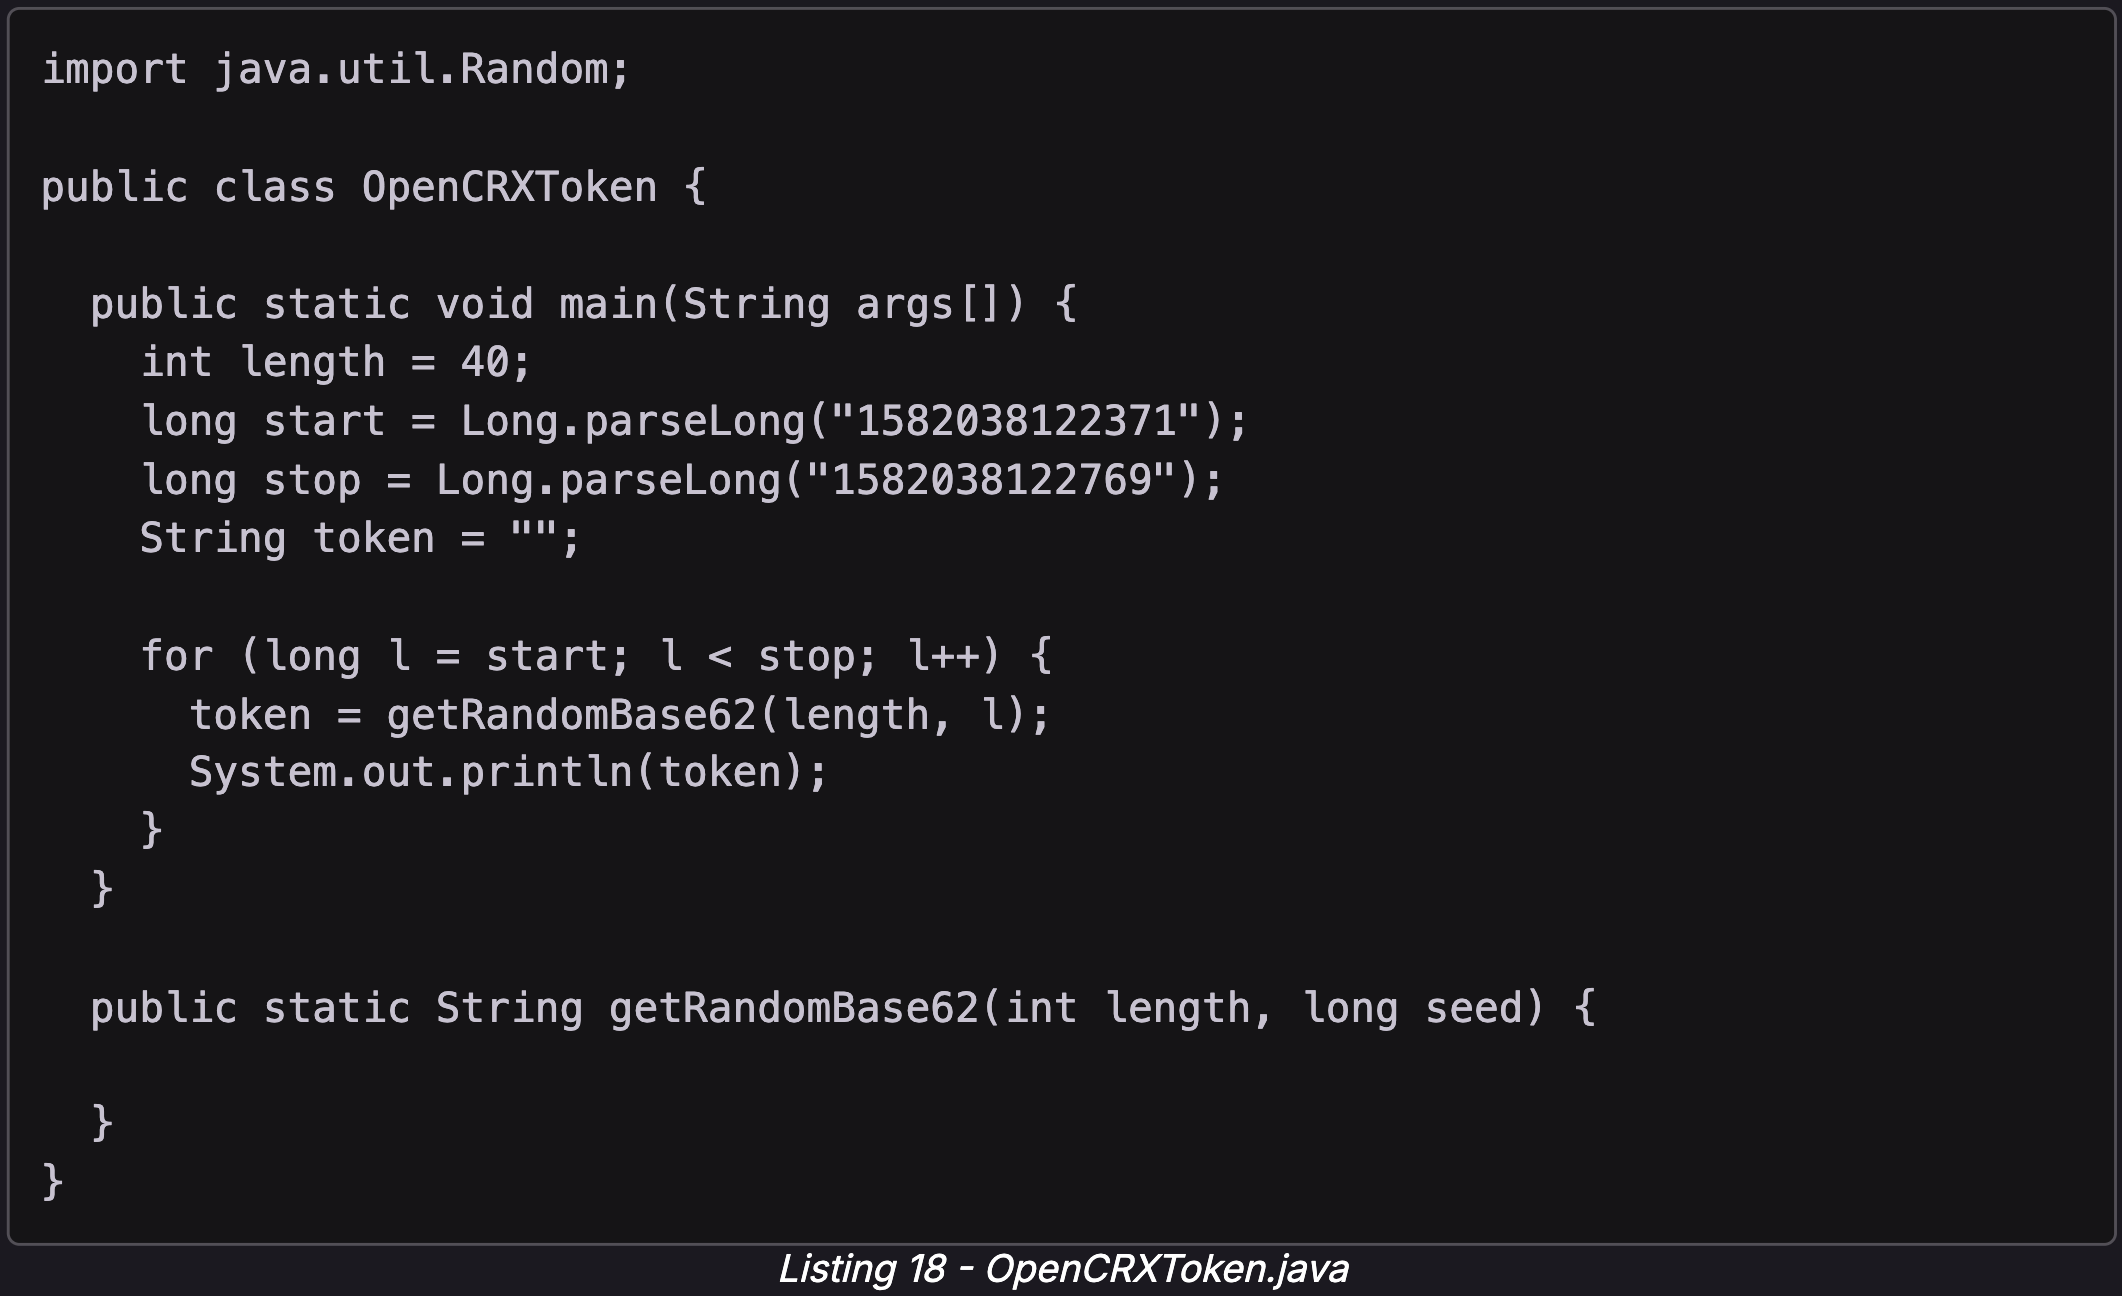 import java.util.Random;
public class OpenCRXToken {
public static void main(String args[]) {
int length = 40;
long start = Long.parseLong("1582038122371");
long stop = Long.parseLong("1582038122769");
String token = "";
for (long l = start; l < stop; l++) {
token = getRandomBase62(length, l);
System.out.println(token);
}
}
public static String getRandomBase62(int length, long seed) {
}
}
Listing 18 - OpenCRXToken.java